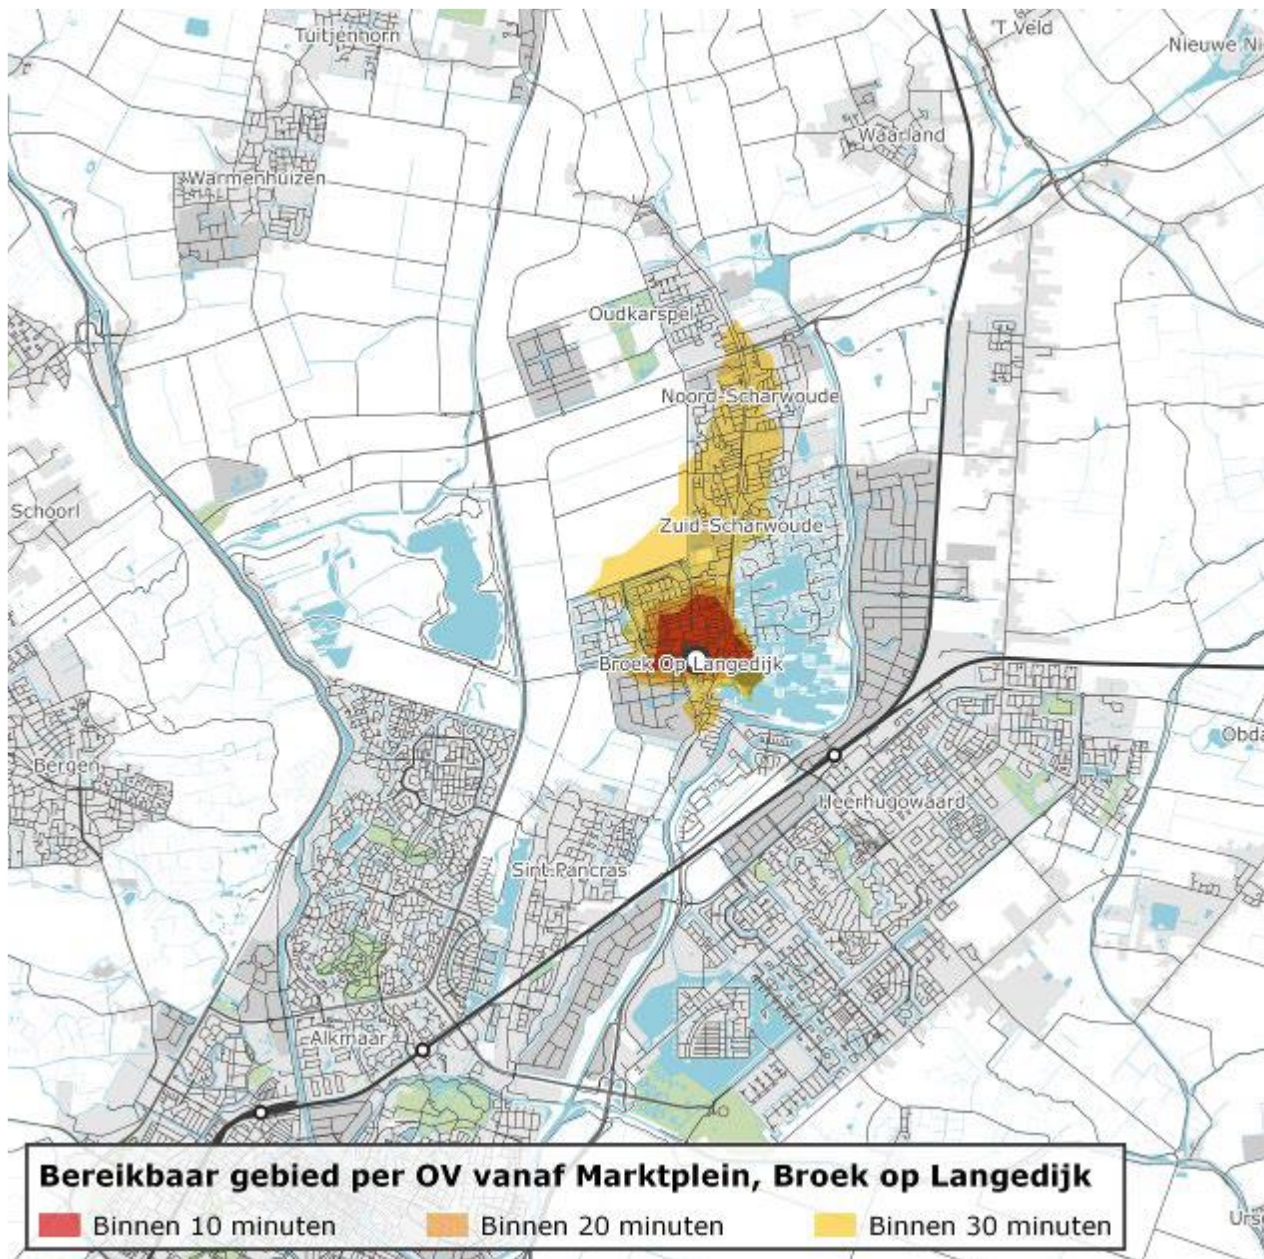 Tuitjenhorn
'T Veld
Nieuwe Ni
Waarland
Warmenhuizen
Oudkarspel
Noord-Scharwoude
Schoorl
Zuid-Scharwoude
Broek Op Langedijk
Obda
Bergen
Heerhugowaard
Sint Pancras
Alkmaar
Bereikbaar gebied per OV vanaf Marktplein, Broek op Langedijk
Binnen 10 minuten Binnen 20 minuten Binnen 30 minuten
Urs